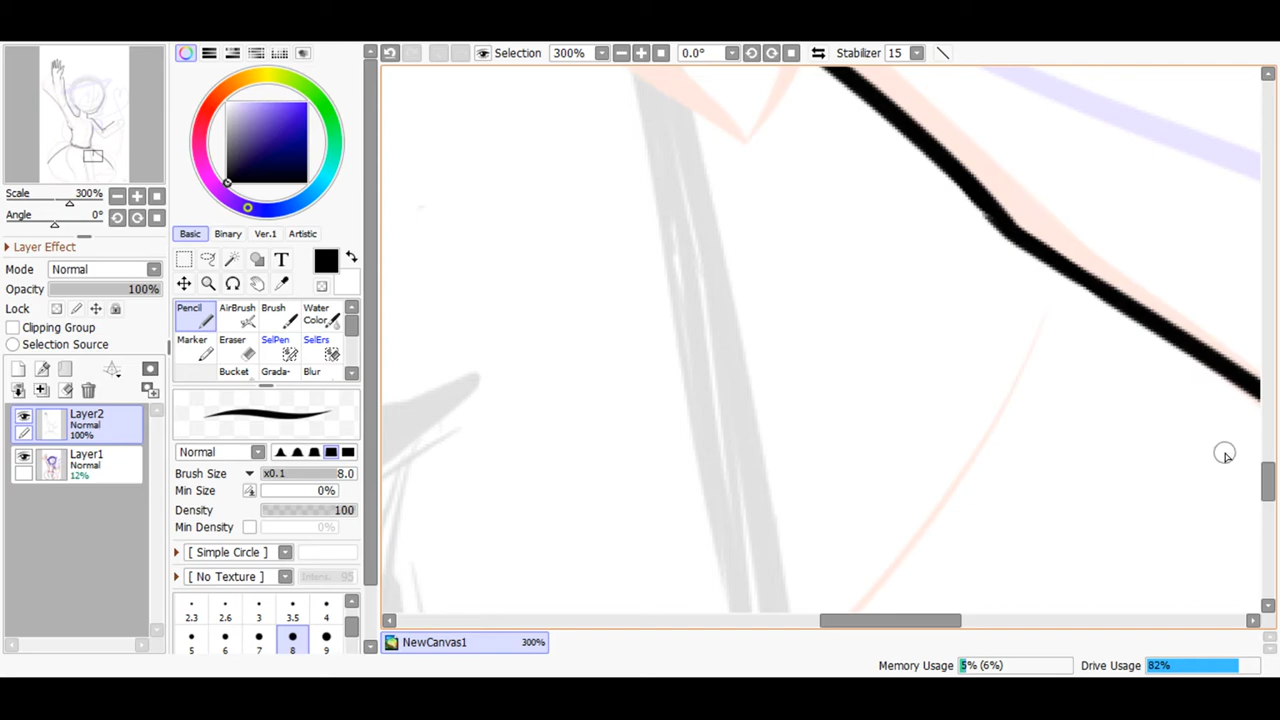 Selection 300% 0.0° Stabilizer 15
Scale 300%
Angle 0°
Layer Effect
Mode Normal
Opacity 100%
Lock
Clipping Group
Selection Source
Layer2
Normal
100%
Layer1
Normal
12%
Basic Binary Ver.1 Artistic
T
Pencil AirBrush Brush Water Color
Marker Eraser SelPen SelErs
Bucket Grada- Blur
Normal
Brush Size x0.1 8.0
Min Size 0%
Density 100
Min Density 0%
[ Simple Circle ]
[ No Texture ] Intens. 95
2.3 2.6 3 3.5 4
5 6 7 8 9
NewCanvas1 300%
Memory Usage 5% (6%) Drive Usage 82%